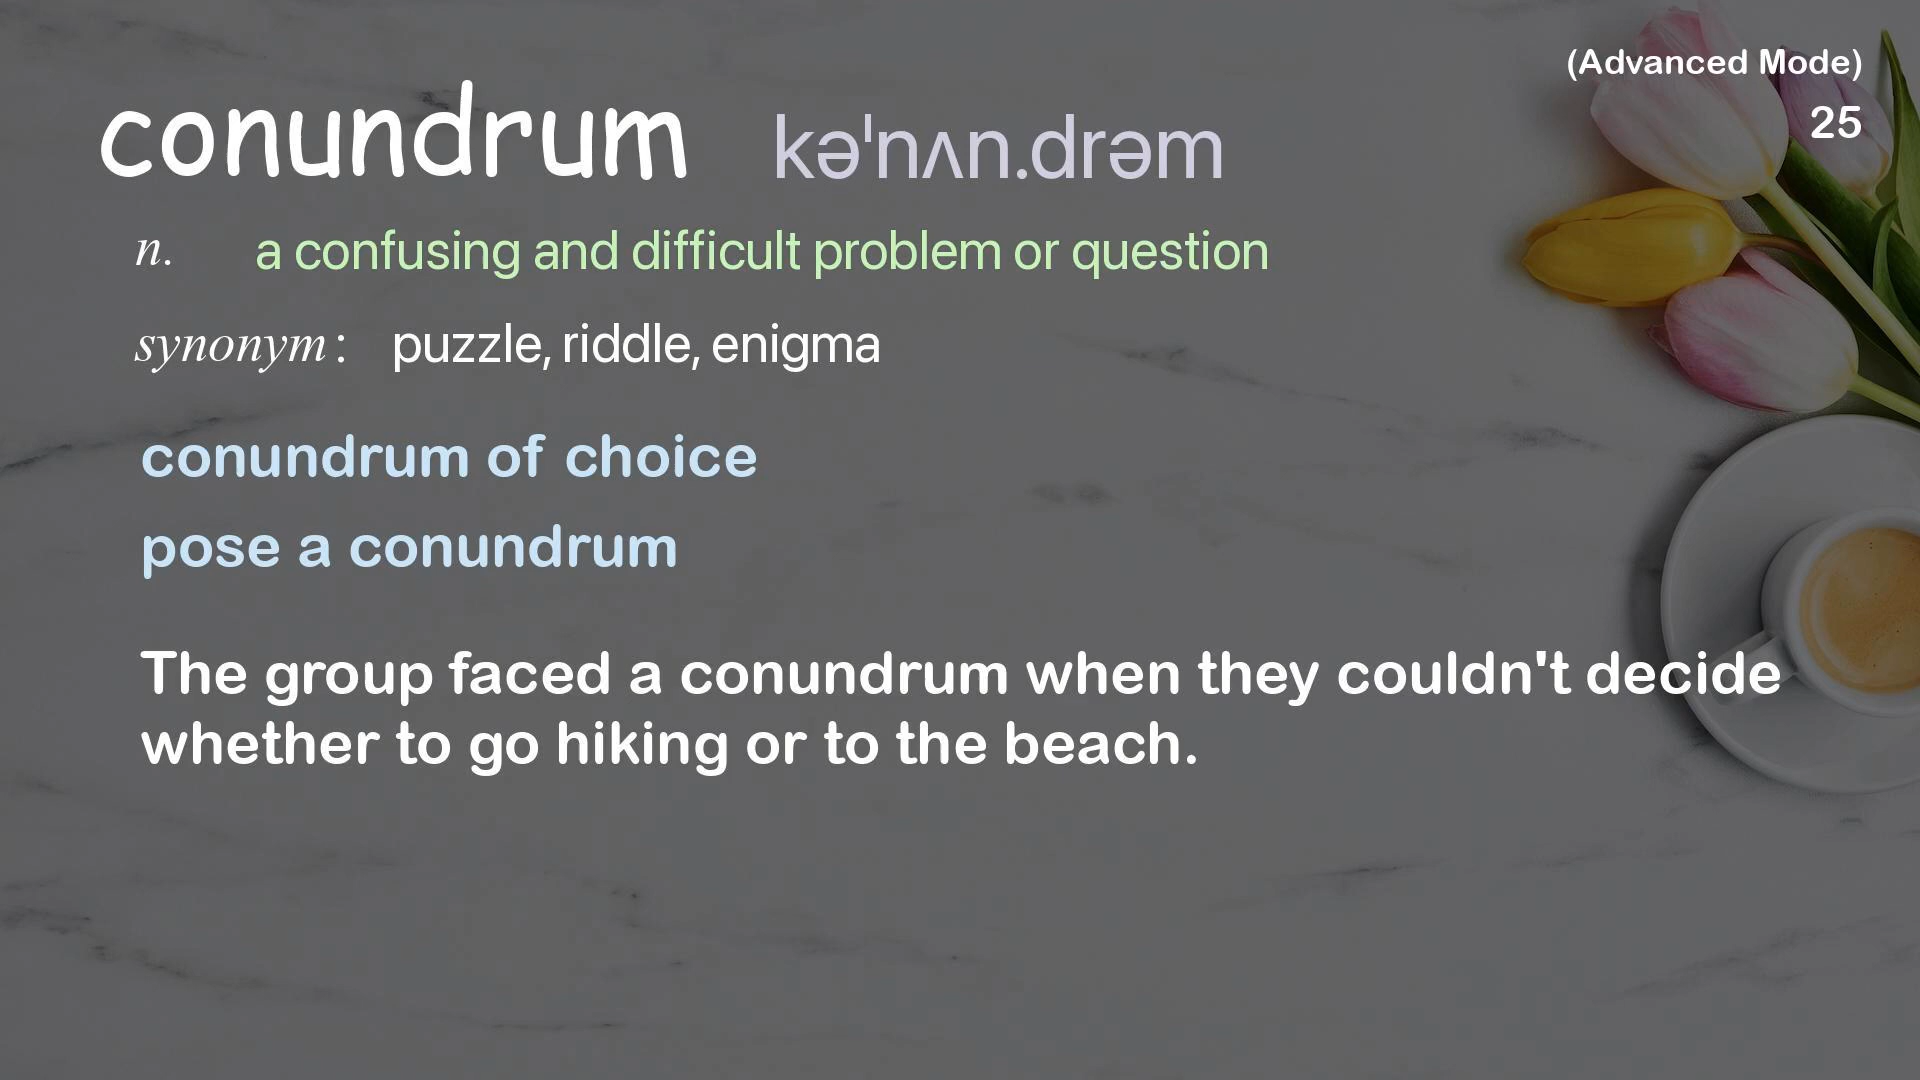 (Advanced Mode)
25
conundrum kəˈnʌn.drəm
n. a confusing and difficult problem or question
synonym: puzzle, riddle, enigma
conundrum of choice
pose a conundrum
The group faced a conundrum when they couldn't decide
whether to go hiking or to the beach.